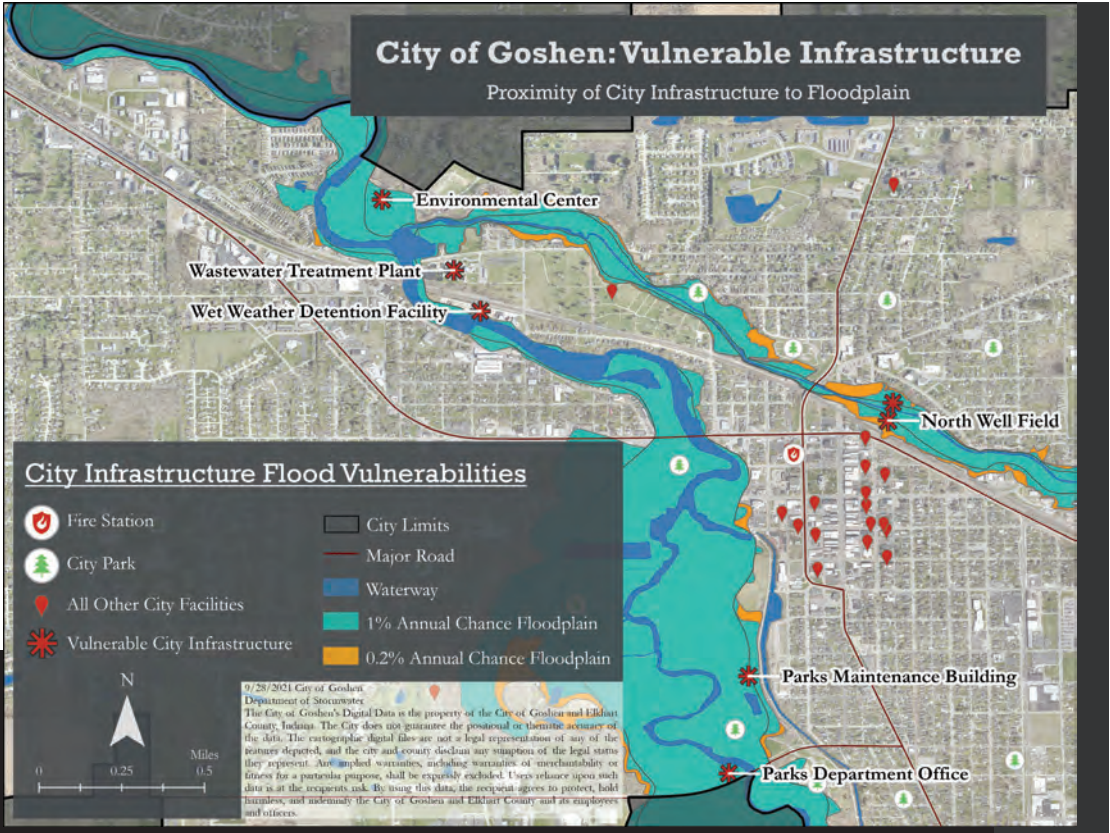 City of Goshen: Vulnerable Infrastructure
Proximity of City Infrastructure to Floodplain
Environmental Center
Wastewater Treatment Plant
Wet Weather Detention Facility
North Well Field
City Infrastructure Flood Vulnerabilities
Fire Station
City Park
All Other City Facilities
Vulnerable City Infrastructure
City Limits
Major Road
Waterway
1% Annual Chance Floodplain
0.2% Annual Chance Floodplain
Parks Maintenance Building
Parks Department Office
N
Miles
0 0.25 0.5
9/28/2021 City of Goshen
Department of Stormwater
The City of Goshen's Digital Data is the property of the City of Goshen and Elkhart
County, Indiana. The City does not guarantee the positional or thematic accuracy of
the data. The cartographic digital files are not a legal representation of any of the
features depicted, and the city and county disclaim any sumption of the legal status
they represent. Any implied warranties, including warranties of merchantability or
fitness for a particular purpose, shall be expressly excluded. Users reliance upon such
data is at the recipients risk. By using this data, the recipient agrees to protect, hold
harmless, and indemnify the City of Goshen and Elkhart County and its employees
and officers.